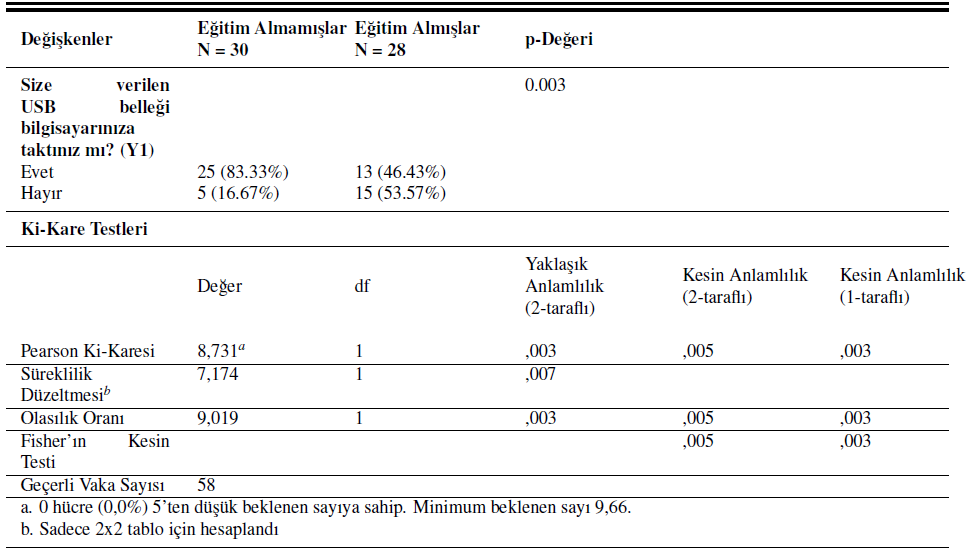 Değişkenler Eğitim Almamışlar Eğitim Almışlar p-Değeri
N = 30 N = 28
Size verilen 0.003
USB belleği
bilgisayarınıza
taktınız mı? (Y1)
Evet 25 (83.33%) 13 (46.43%)
Hayır 5 (16.67%) 15 (53.57%)
Ki-Kare Testleri
Değer df Yaklaşık Anlamlılık (2-taraflı) Kesin Anlamlılık (2-taraflı) Kesin Anlamlılık (1-taraflı)
Pearson Ki-Karesi 8,731a 1 ,003 ,005 ,003
Süreklilik 7,174 1 ,007
Düzeltmesib
Olasılık Oranı 9,019 1 ,003 ,005 ,003
Fisher'ın Kesin ,005 ,003
Testi
Geçerli Vaka Sayısı 58
a. 0 hücre (0,0%) 5'ten düşük beklenen sayıya sahip. Minimum beklenen sayı 9,66.
b. Sadece 2x2 tablo için hesaplandı